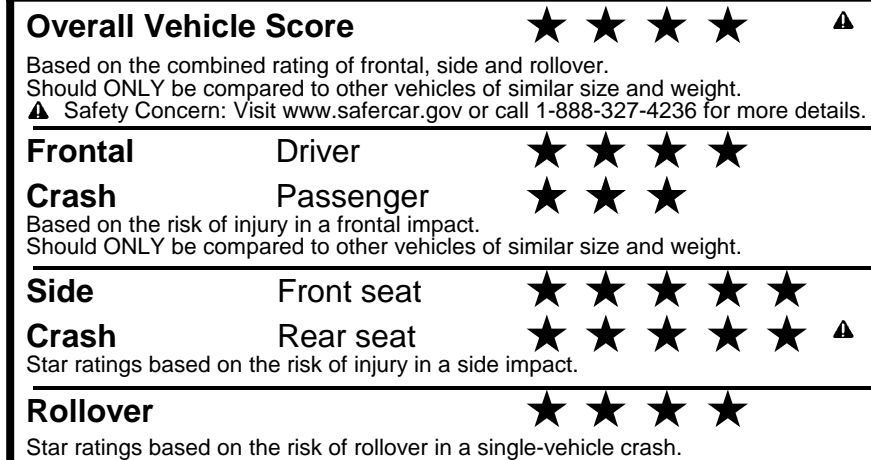 Overall Vehicle Score ★ ★ ★ ★ ⚠
Based on the combined rating of frontal, side and rollover.
Should ONLY be compared to other vehicles of similar size and weight.
⚠ Safety Concern: Visit www.safercar.gov or call 1-888-327-4236 for more details.
Frontal Driver ★ ★ ★ ★
Crash Passenger ★ ★ ★
Based on the risk of injury in a frontal impact.
Should ONLY be compared to other vehicles of similar size and weight.
Side Front seat ★ ★ ★ ★ ★
Crash Rear seat ★ ★ ★ ★ ★ ⚠
Star ratings based on the risk of injury in a side impact.
Rollover ★ ★ ★ ★
Star ratings based on the risk of rollover in a single-vehicle crash.